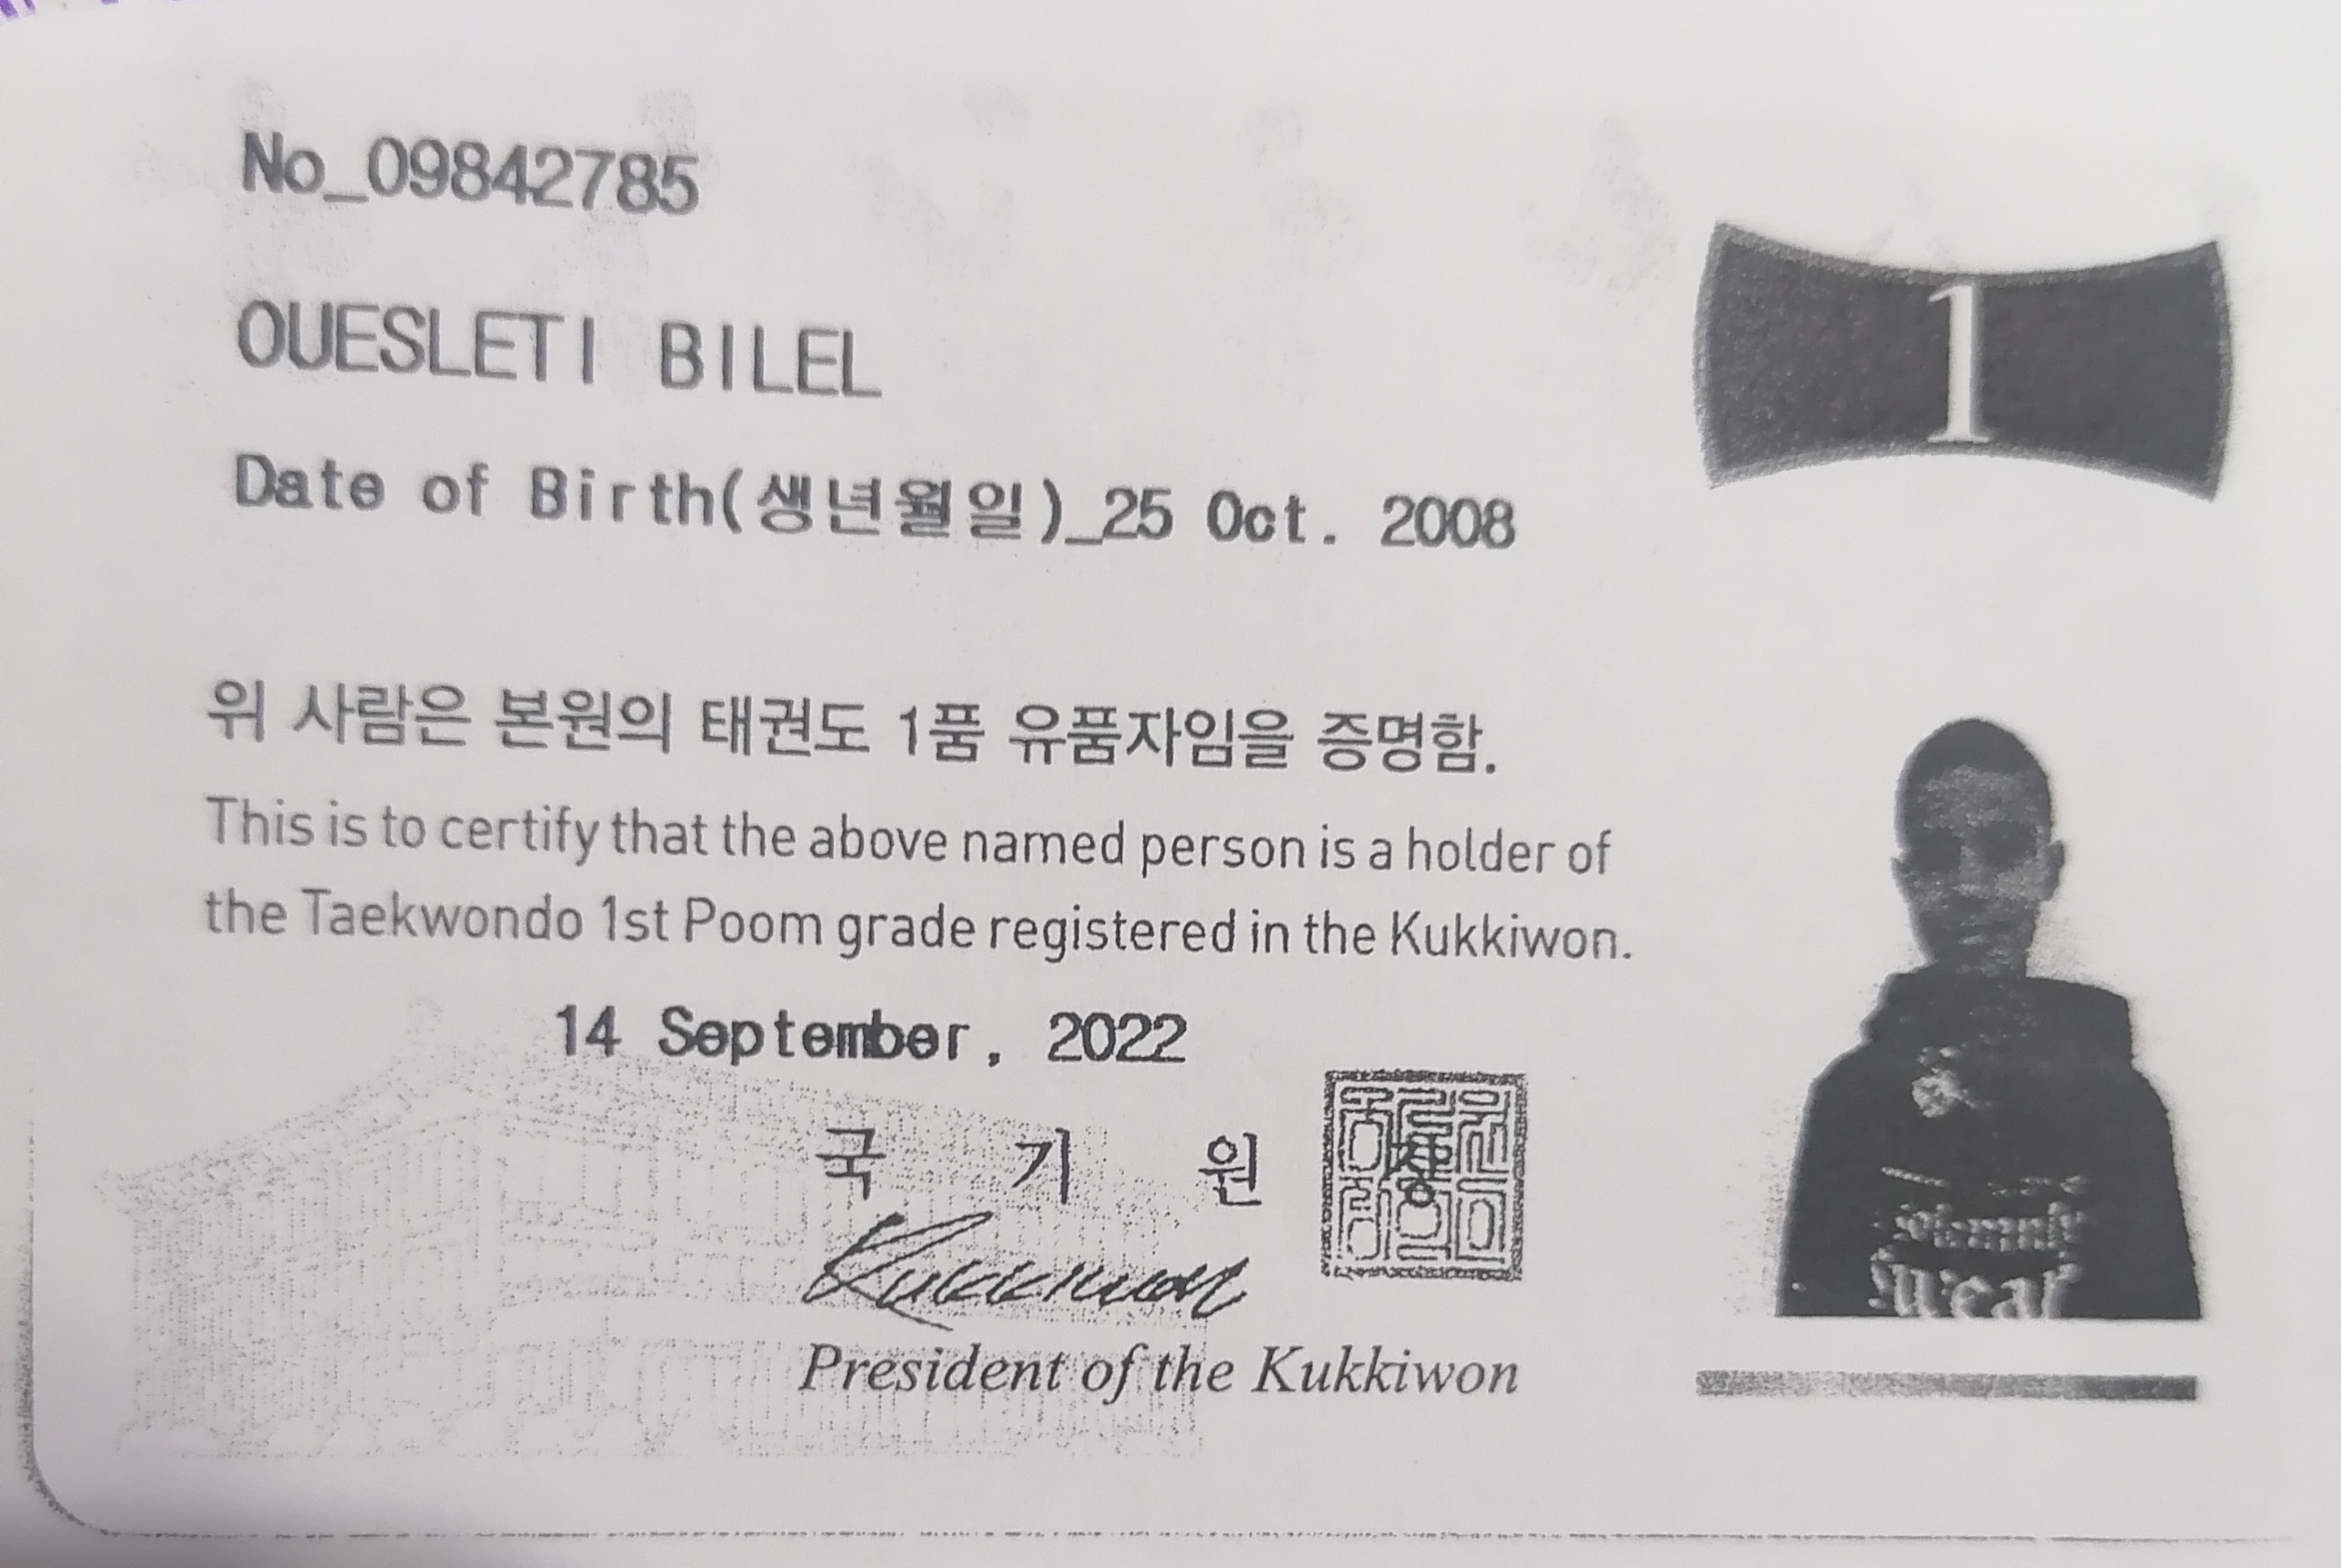 No_09842785
1
OUESLETI BILEL
Date of Birth(생년월일)_25 Oct. 2008
위 사람은 본원의 태권도 1품 유품자임을 증명함.
This is to certify that the above named person is a holder of
the Taekwondo 1st Poom grade registered in the Kukkiwon.
14 September, 2022
국 기 원 장
Kukkiwon
President of the Kukkiwon